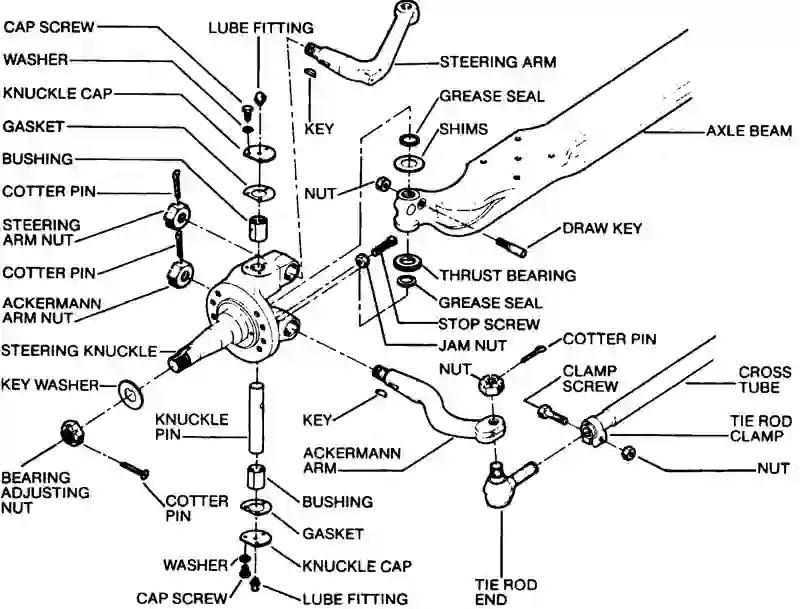 CAP SCREW
LUBE FITTING
WASHER
STEERING ARM
KNUCKLE CAP
GREASE SEAL
GASKET
KEY
SHIMS
AXLE BEAM
BUSHING
COTTER PIN
NUT
STEERING
ARM NUT
DRAW KEY
COTTER PIN
THRUST BEARING
ACKERMANN
ARM NUT
GREASE SEAL
STOP SCREW
COTTER PIN
STEERING KNUCKLE
JAM NUT
NUT
CLAMP
SCREW
CROSS
TUBE
KEY WASHER
KNUCKLE
PIN
KEY
TIE ROD
CLAMP
ACKERMANN
ARM
NUT
BEARING
ADJUSTING
NUT
COTTER
PIN
BUSHING
GASKET
WASHER
KNUCKLE CAP
CAP SCREW
LUBE FITTING
TIE ROD
END